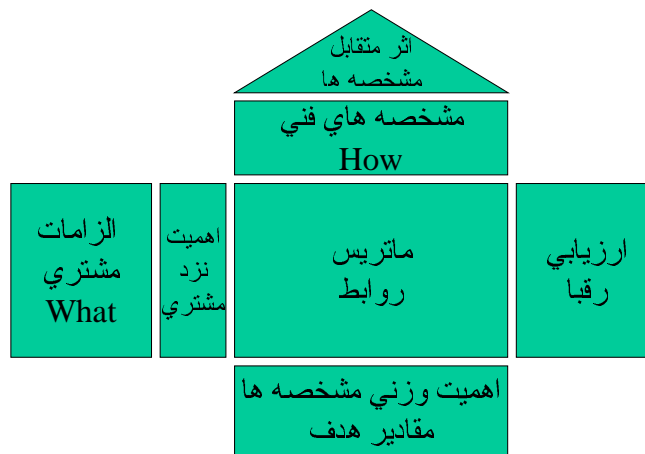 اثر متقابل
مشخصه ها
مشخصه هاي فني
How
الزامات
مشتري
What
اهميت
نزد
مشتري
ماتريس
روابط
ارزيابي
رقبا
اهميت وزني مشخصه ها
مقادير هدف